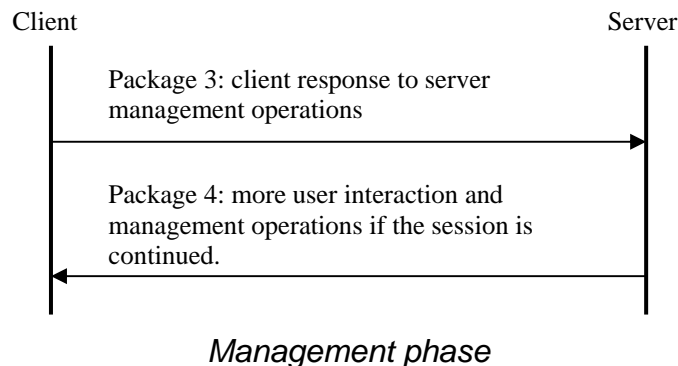 Client Server
Package 3: client response to server
management operations
Package 4: more user interaction and
management operations if the session is
continued.
Management phase